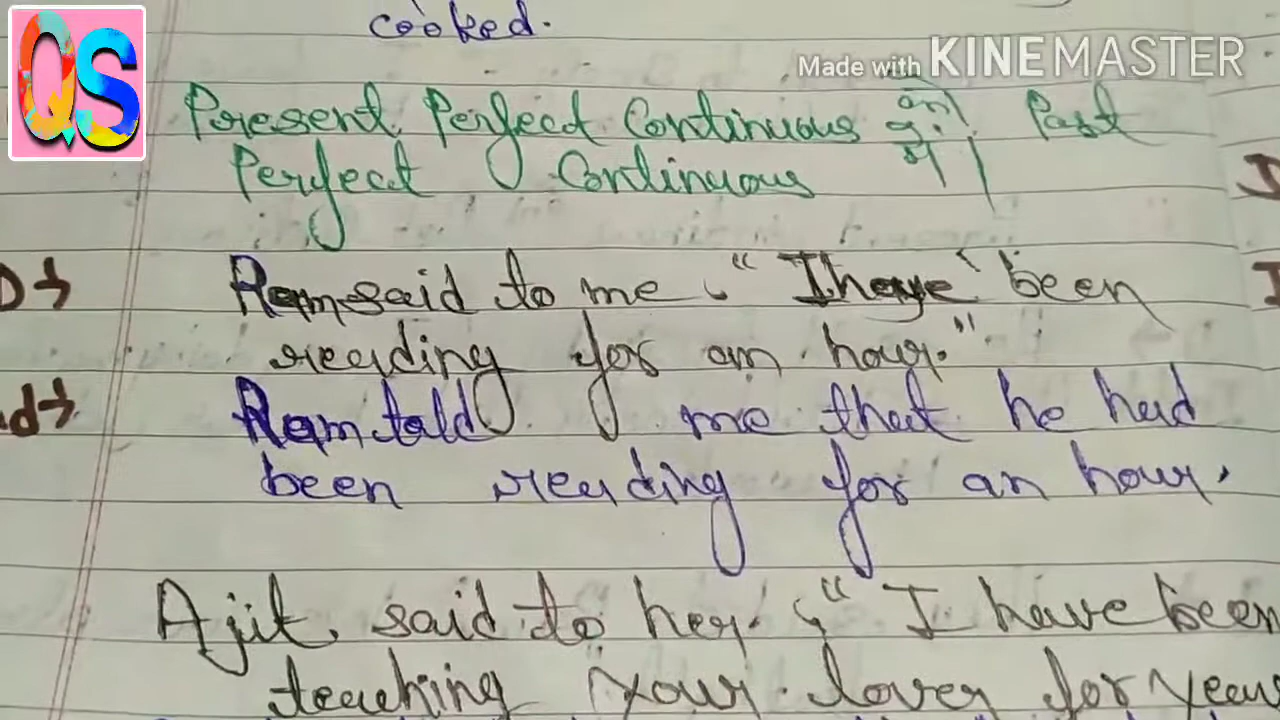 QS
Made with KINEMASTER
cooked.
Present Perfect Continuous को Past
Perfect Continuous में।
D→ Ram said to me, "I have been
reading for an hour."
d→ Ram told me that he had
been reading for an hour.
Ajit said to her, "I have been
teaching your lover for years